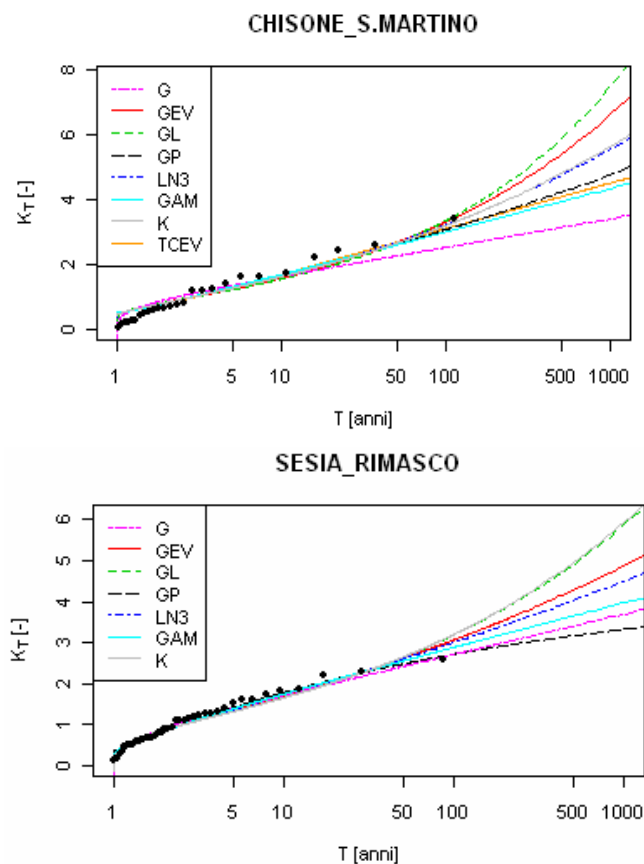 CHISONE_S.MARTINO
8
6
4
2
0
K_T [-]
G
GEV
GL
GP
LN3
GAM
K
TCEV
1 5 10 50 100 500 1000
T [anni]
SESIA_RIMASCO
6
5
4
3
2
1
0
K_T [-]
G
GEV
GL
GP
LN3
GAM
K
1 5 10 50 100 500 1000
T [anni]